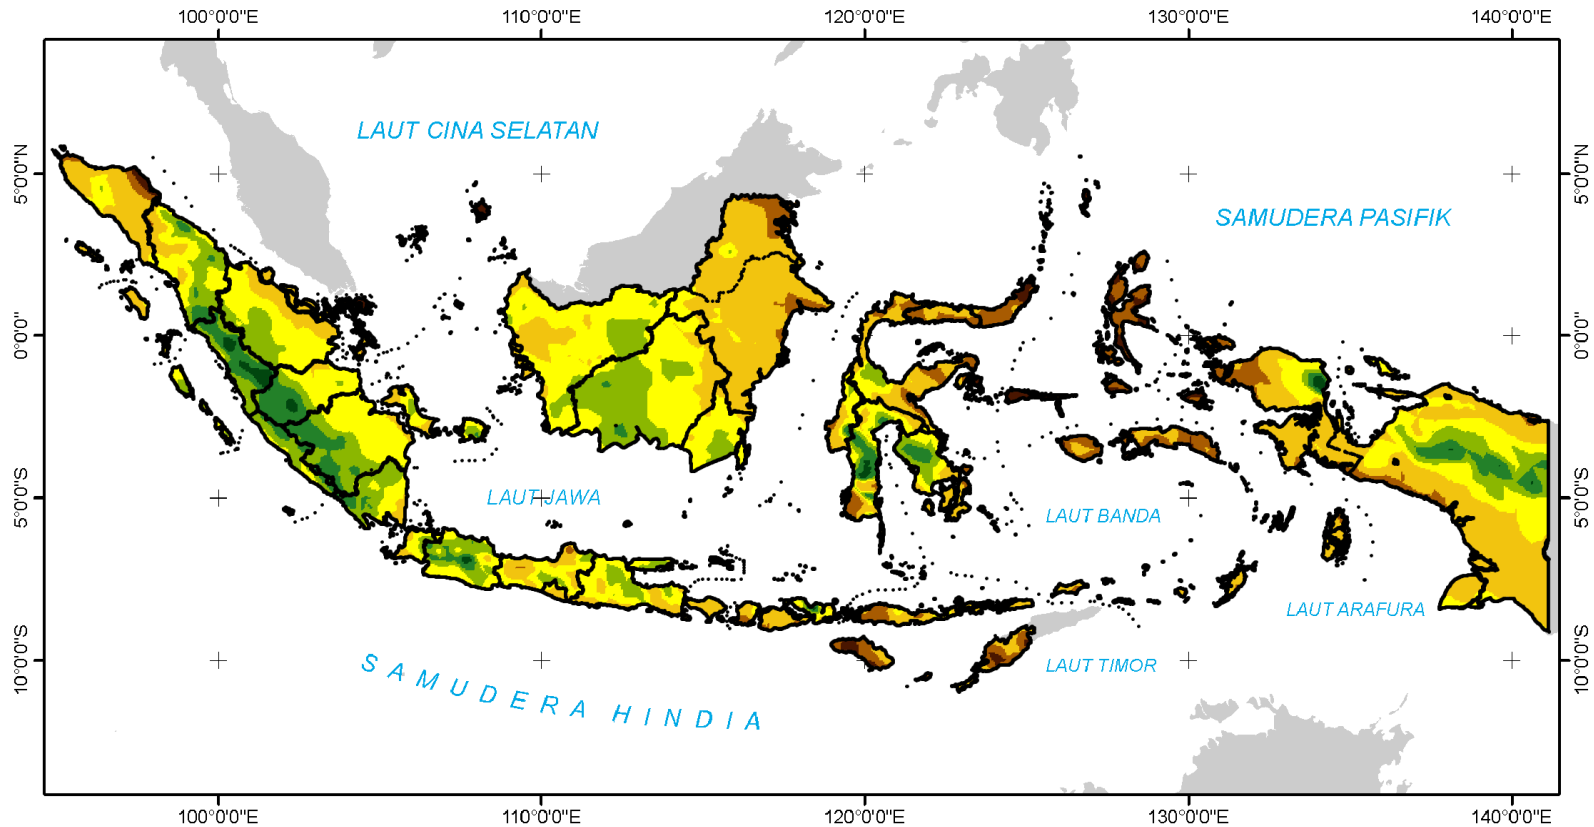 100°0'0"E
110°0'0"E
120°0'0"E
130°0'0"E
140°0'0"E
LAUT CINA SELATAN
5°0'0"N
5°0'0"N
SAMUDERA PASIFIK
0°0'0"
0°0'0"
LAUT JAWA
LAUT BANDA
5°0'0"S
5°0'0"S
LAUT ARAFURA
LAUT TIMOR
10°0'0"S
10°0'0"S
SAMUDERA HINDIA
100°0'0"E
110°0'0"E
120°0'0"E
130°0'0"E
140°0'0"E